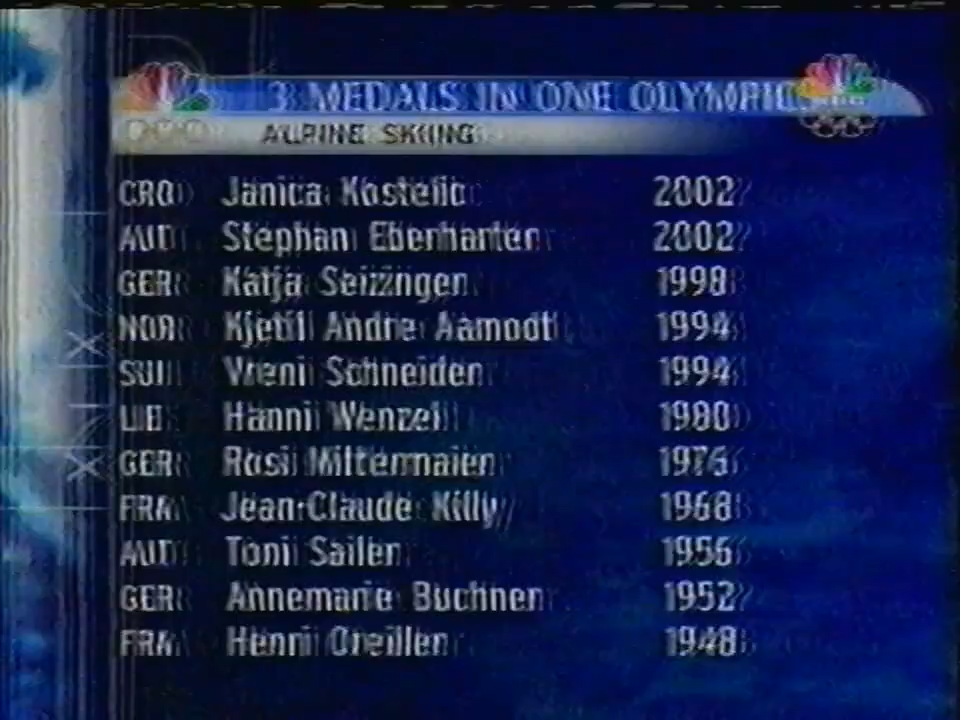 3 MEDALS IN ONE OLYMPICS
ALPINE SKIING
CRO Janica Kostelic 2002
AUT Stephan Eberharter 2002
GER Katja Seizinger 1998
NOR Kjetil Andre Aamodt 1994
SUI Vreni Schneider 1994
LIE Hanni Wenzel 1980
GER Rosi Mittermaier 1976
FRA Jean-Claude Killy 1968
AUT Toni Sailer 1956
GER Annemarie Buchner 1952
FRA Henri Oreiller 1948